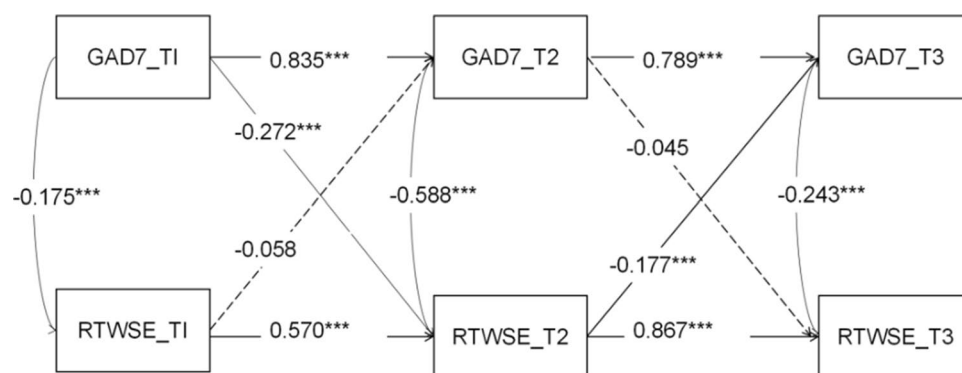 GAD7_TI
0.835***
GAD7_T2
0.789***
GAD7_T3
-0.272***
-0.045
-0.175***
-0.588***
-0.243***
-0.058
-0.177***
RTWSE_TI
0.570***
RTWSE_T2
0.867***
RTWSE_T3